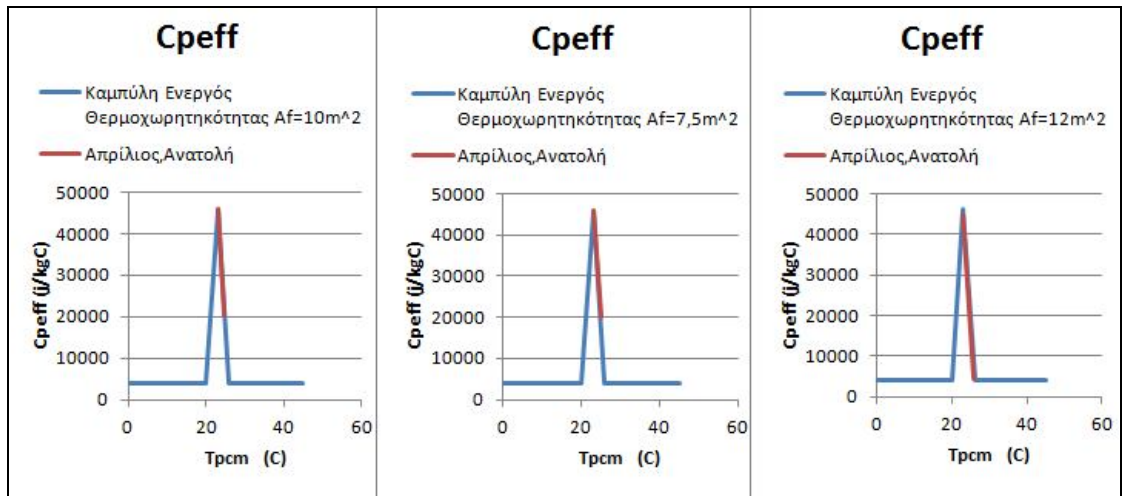 Cpeff
Καμπύλη Ενεργός
Θερμοχωρητηκότητας Af=10m^2
Απρίλιος,Ανατολή
50000
40000
30000
20000
10000
0
Cpeff (j/kgC)
0 20 40 60
Tpcm (C)
Cpeff
Καμπύλη Ενεργός
Θερμοχωρητηκότητας Af=7,5m^2
Απρίλιος,Ανατολή
50000
40000
30000
20000
10000
0
Cpeff (j/kgC)
0 20 40 60
Tpcm (C)
Cpeff
Καμπύλη Ενεργός
Θερμοχωρητηκότητας Af=12m^2
Απρίλιος,Ανατολή
50000
40000
30000
20000
10000
0
Cpeff (j/kgC)
0 20 40 60
Tpcm (C)